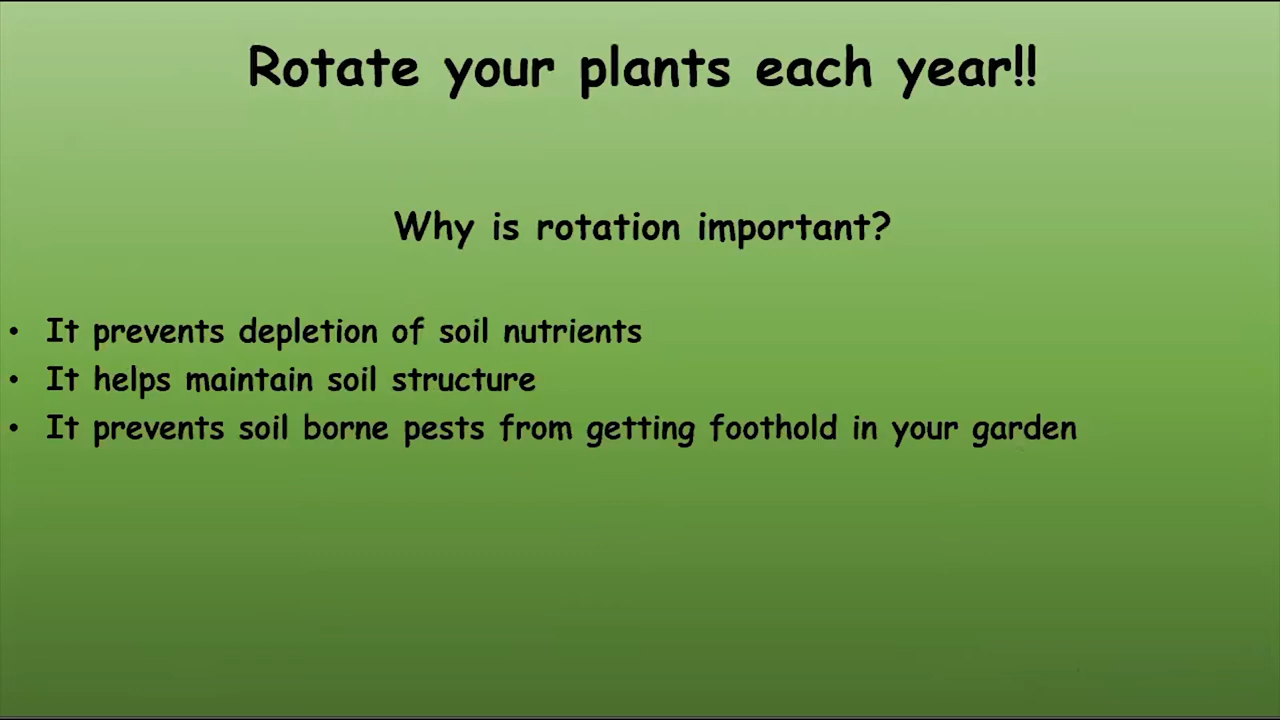 Rotate your plants each year!!
Why is rotation important?
• It prevents depletion of soil nutrients
• It helps maintain soil structure
• It prevents soil borne pests from getting foothold in your garden